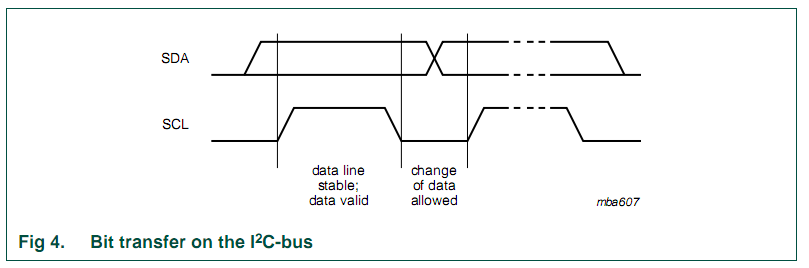 SDA
SCL
data line
stable;
data valid
change
of data
allowed
mba607
Fig 4. Bit transfer on the I²C-bus